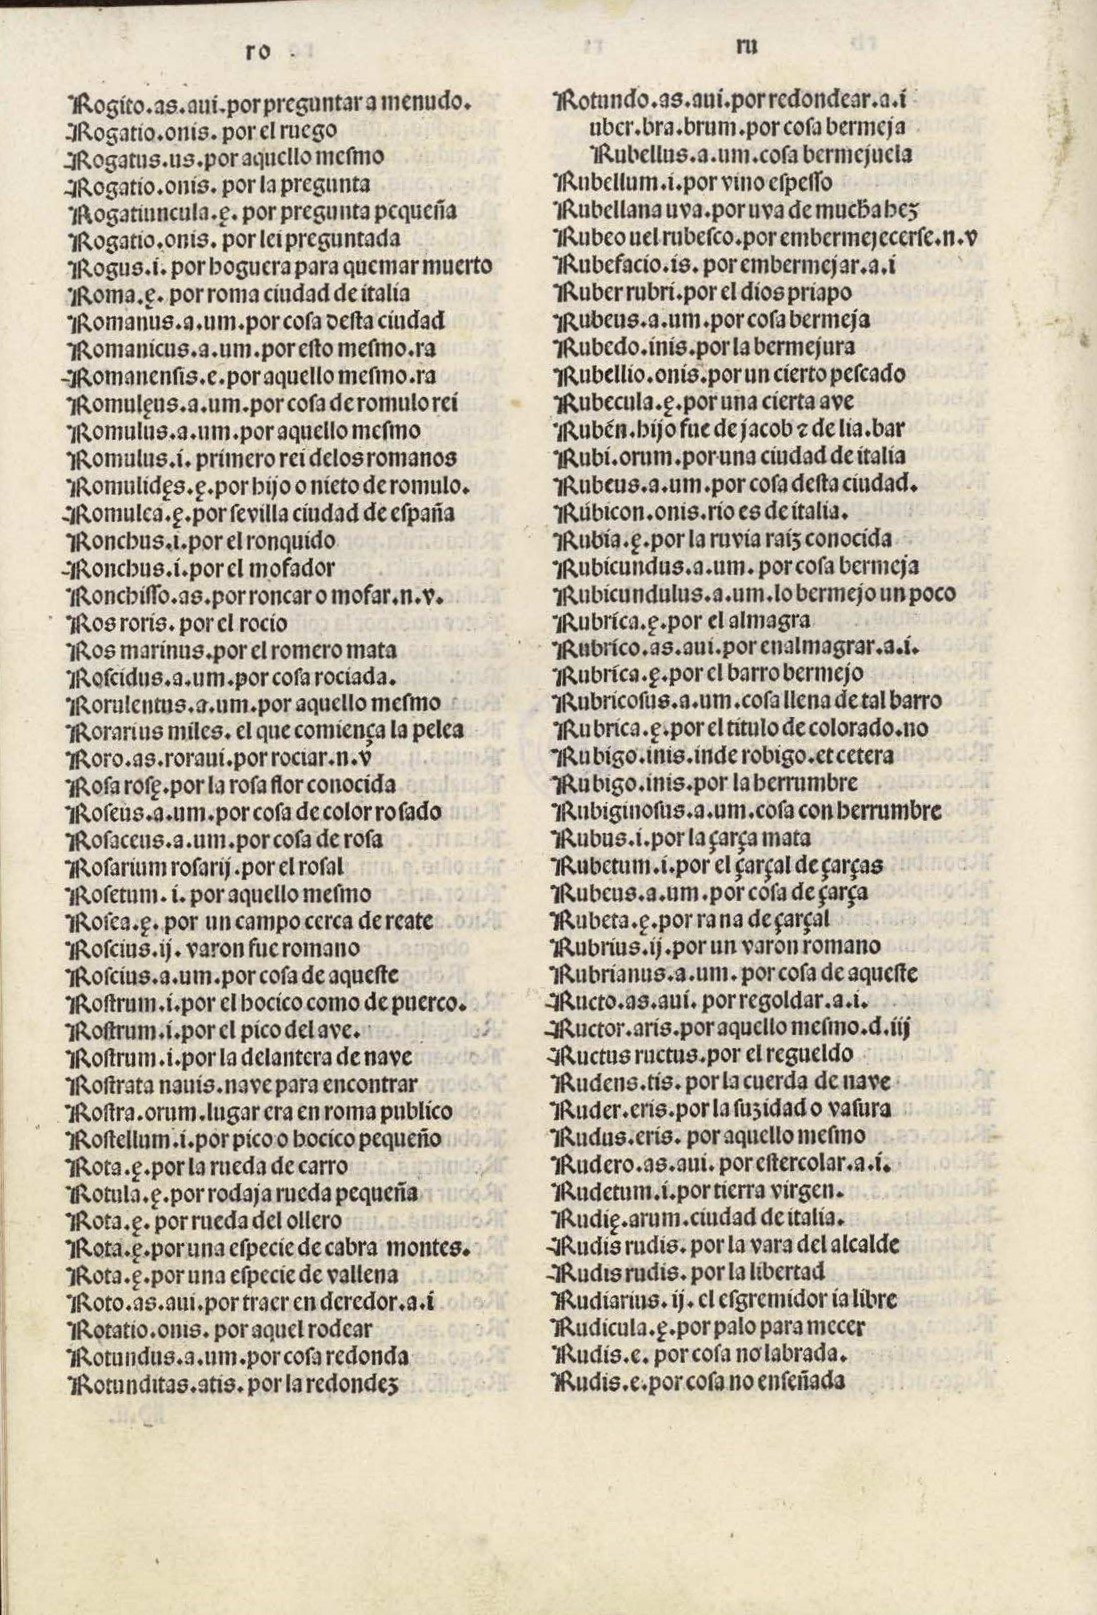 ro
Rogito.as.aui.por preguntar a menudo.
Rogatio.onis. por el ruego
Rogatus.us.por aquello mesmo
Rogatio.onis. por la pregunta
Rogatiuncula.ę. por pregunta pequeña
Rogatio.onis. por lei preguntada
Rogus.i. por hoguera para quemar muerto
Roma.ę. por roma ciudad de italia
Romanus.a.um.por cosa desta ciudad
Romanicus.a.um.por esto mesmo.ra
Romanensis.e.por aquello mesmo.ra
Romulęus.a.um.por cosa de romulo rei
Romulus.a.um.por aquello mesmo
Romulus.i. primero rei delos romanos
Romulidęs.ę.por hijo o nieto de romulo.
Romulea.ę.por sevilla ciudad de españa
Ronchus.i.por el ronquido
Ronchus.i.por el mofador
Ronchisso.as.por roncar o mofar.n.v.
Ros roris. por el rocio
Ros marinus.por el romero mata
Roscidus.a.um.por cosa rociada.
Rorulentus.a.um.por aquello mesmo
Rorarius miles. el que comiença la pelea
Roro.as.roraui.por rociar.n.v
Rosa rosę.por la rosa flor conocida
Roseus.a.um.por cosa de color rosado
Rosaceus.a.um.por cosa de rosa
Rosarium rosarij.por el rosal
Rosetum.i. por aquello mesmo
Rosea.ę. por un campo cerca de reate
Roscius.ij. varon fue romano
Roscius.a.um.por cosa de aqueste
Rostrum.i.por el hocico como de puerco.
Rostrum.i.por el pico del ave.
Rostrum.i.por la delantera de nave
Rostrata nauis.nave para encontrar
Rostra.orum.lugar era en roma publico
Rostellum.i.por pico o hocico pequeño
Rota.ę.por la rueda de carro
Rotula.ę.por rodaja rueda pequeña
Rota.ę. por rueda del ollero
Rota.ę.por una especie de cabra montes.
Rota.ę.por una especie de vallena
Roto.as.aui.por traer en deredor.a.i
Rotatio.onis. por aquel rodear
Rotundus.a.um.por cosa redonda
Rotunditas.atis. por la redondez
ru
Rotundo.as.aui.por redondear.a.i
uber.bra.brum.por cosa bermeja
Rubellus.a.um.cosa bermejuela
Rubellum.i.por vino espesso
Rubellana uva.por uva de mucha hez
Rubeo uel rubesco.por embermejecerse.n.v
Rubefacio.is. por embermejar.a.i
Ruber rubri.por el dios priapo
Rubeus.a.um.por cosa bermeja
Rubedo.inis.por la bermejura
Rubellio.onis.por un cierto pescado
Rubecula.ę.por una cierta ave
Rubén.hijo fue de jacob ⁊ de lia.bar
Rubi.orum.por una ciudad de italia
Rubeus.a.um.por cosa desta ciudad.
Rúbicon.onis.rio es de italia.
Rubia.ę.por la ruvia raiz conocida
Rubicundus.a.um. por cosa bermeja
Rubicundulus.a.um.lo bermejo un poco
Rubrica.ę.por el almagra
Rubrico.as.aui.por enalmagrar.a.i.
Rubrica.ę.por el barro bermejo
Rubricosus.a.um.cosa llena de tal barro
Rubrica.ę.por el titulo de colorado.no
Rubigo.inis.inde robigo.et cetera
Rubigo.inis.por la herrumbre
Rubiginosus.a.um.cosa con herrumbre
Rubus.i.por la çarça mata
Rubetum.i.por el çarçal de çarças
Rubeus.a.um.por cosa de çarça
Rubeta.ę.por rana de çarçal
Rubrius.ij.por un varon romano
Rubrianus.a.um. por cosa de aqueste
Ructo.as.aui. por regoldar.a.i.
Ructor.aris.por aquello mesmo.d.iij
Ructus ructus.por el regueldo
Rudens.tis. por la cuerda de nave
Ruder.eris.por la suzidad o vasura
Rudus.eris. por aquello mesmo
Rudero.as.aui. por estercolar.a.i.
Rudetum.i.por tierra virgen.
Rudię.arum.ciudad de italia.
Rudis rudis. por la vara del alcalde
Rudis rudis. por la libertad
Rudiarius.ij. el esgremidor ia libre
Rudicula.ę.por palo para mecer
Rudis.e. por cosa no labrada.
Rudis.e.por cosa no enseñada